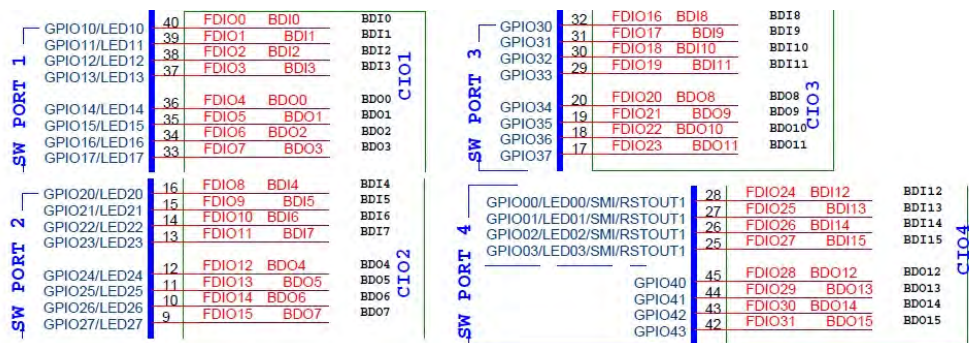 SW PORT 1
GPIO10/LED10 40 FDIO0 BDI0 BDI0
GPIO11/LED11 39 FDIO1 BDI1 BDI1
GPIO12/LED12 38 FDIO2 BDI2 BDI2
GPIO13/LED13 37 FDIO3 BDI3 BDI3
GPIO14/LED14 36 FDIO4 BDO0 BDO0
GPIO15/LED15 35 FDIO5 BDO1 BDO1
GPIO16/LED16 34 FDIO6 BDO2 BDO2
GPIO17/LED17 33 FDIO7 BDO3 BDO3
CIO1
SW PORT 2
GPIO20/LED20 16 FDIO8 BDI4 BDI4
GPIO21/LED21 15 FDIO9 BDI5 BDI5
GPIO22/LED22 14 FDIO10 BDI6 BDI6
GPIO23/LED23 13 FDIO11 BDI7 BDI7
GPIO24/LED24 12 FDIO12 BDO4 BDO4
GPIO25/LED25 11 FDIO13 BDO5 BDO5
GPIO26/LED26 10 FDIO14 BDO6 BDO6
GPIO27/LED27 9 FDIO15 BDO7 BDO7
CIO2
SW PORT 3
GPIO30 32 FDIO16 BDI8 BDI8
GPIO31 31 FDIO17 BDI9 BDI9
GPIO32 30 FDIO18 BDI10 BDI10
GPIO33 29 FDIO19 BDI11 BDI11
GPIO34 20 FDIO20 BDO8 BDO8
GPIO35 19 FDIO21 BDO9 BDO9
GPIO36 18 FDIO22 BDO10 BDO10
GPIO37 17 FDIO23 BDO11 BDO11
CIO3
SW PORT 4
GPIO00/LED00/SMI/RSTOUT1 28 FDIO24 BDI12 BDI12
GPIO01/LED01/SMI/RSTOUT1 27 FDIO25 BDI13 BDI13
GPIO02/LED02/SMI/RSTOUT1 26 FDIO26 BDI14 BDI14
GPIO03/LED03/SMI/RSTOUT1 25 FDIO27 BDI15 BDI15
GPIO40 45 FDIO28 BDO12 BDO12
GPIO41 44 FDIO29 BDO13 BDO13
GPIO42 43 FDIO30 BDO14 BDO14
GPIO43 42 FDIO31 BDO15 BDO15
CIO4